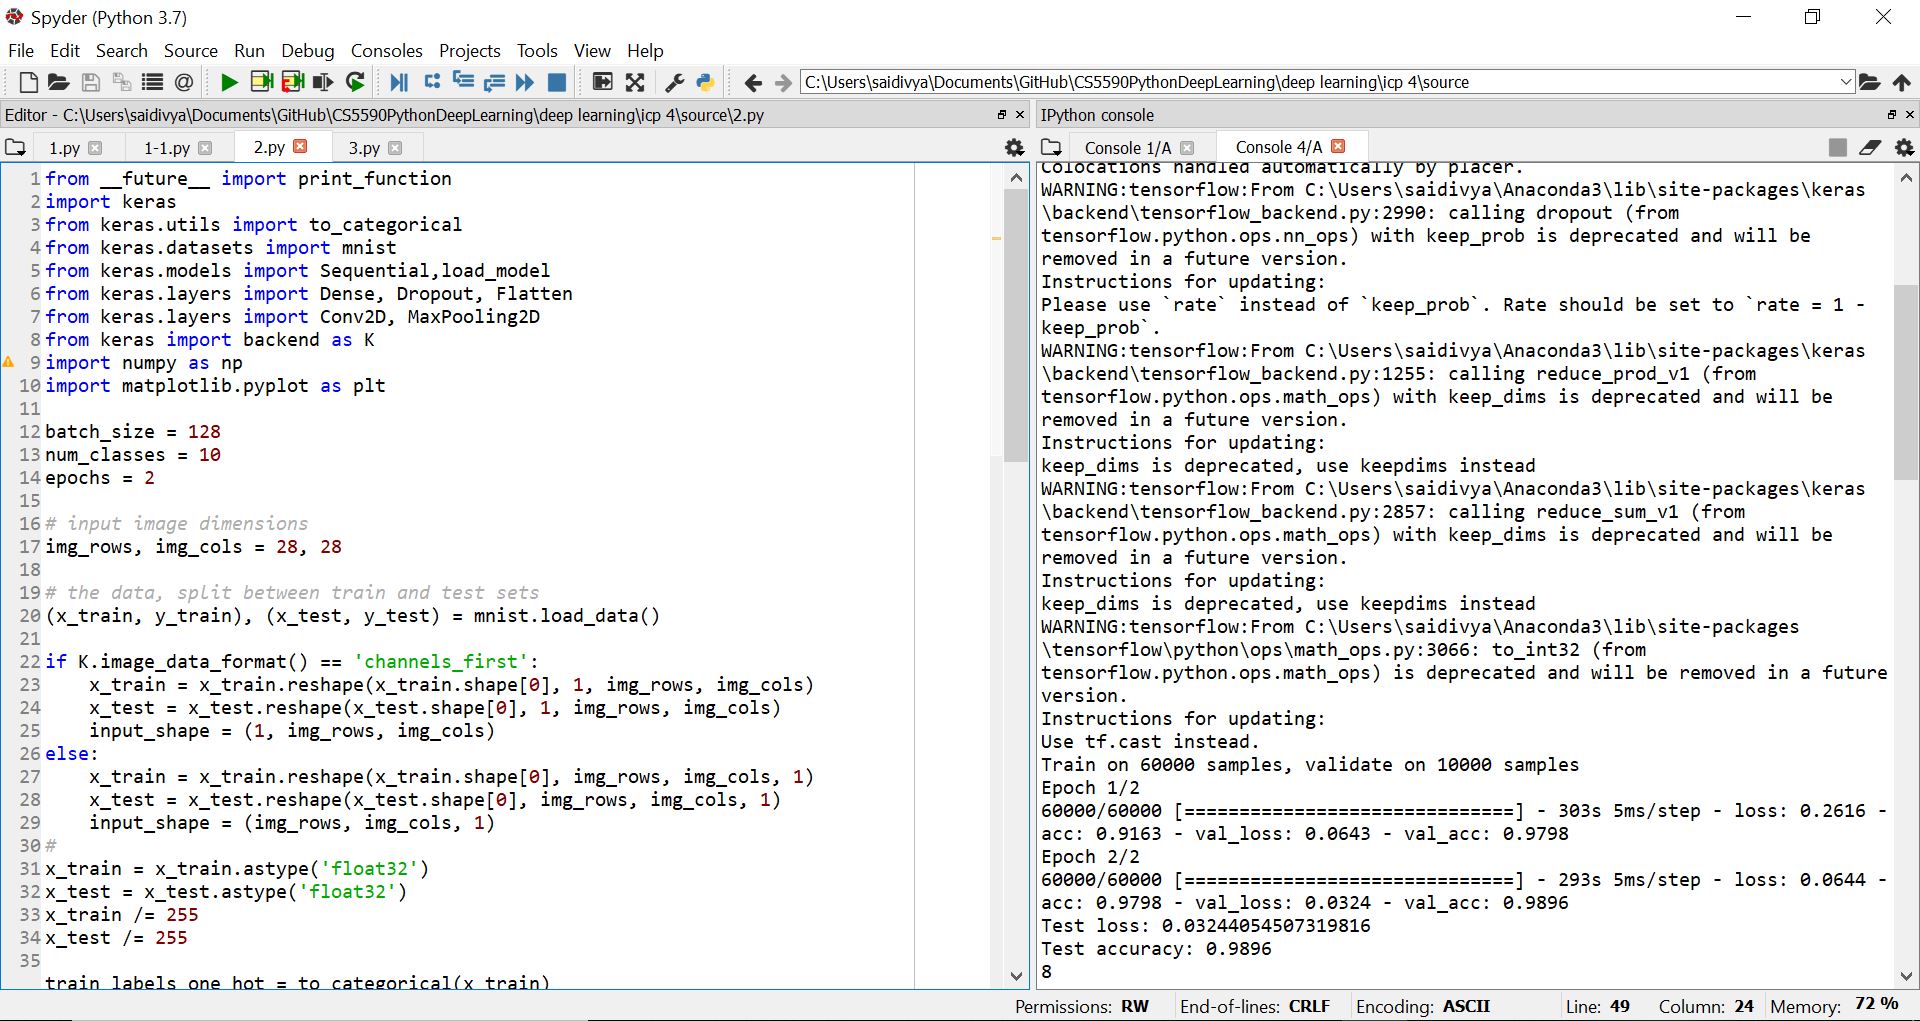 Spyder (Python 3.7)
File Edit Search Source Run Debug Consoles Projects Tools View Help
C:\Users\saidivya\Documents\GitHub\CS5590PythonDeepLearning\deep learning\icp 4\source
Editor - C:\Users\saidivya\Documents\GitHub\CS5590PythonDeepLearning\deep learning\icp 4\source\2.py
1.py 1-1.py 2.py 3.py
1 from __future__ import print_function
2 import keras
3 from keras.utils import to_categorical
4 from keras.datasets import mnist
5 from keras.models import Sequential,load_model
6 from keras.layers import Dense, Dropout, Flatten
7 from keras.layers import Conv2D, MaxPooling2D
8 from keras import backend as K
9 import numpy as np
10 import matplotlib.pyplot as plt
11
12 batch_size = 128
13 num_classes = 10
14 epochs = 2
15
16 # input image dimensions
17 img_rows, img_cols = 28, 28
18
19 # the data, split between train and test sets
20 (x_train, y_train), (x_test, y_test) = mnist.load_data()
21
22 if K.image_data_format() == 'channels_first':
23     x_train = x_train.reshape(x_train.shape[0], 1, img_rows, img_cols)
24     x_test = x_test.reshape(x_test.shape[0], 1, img_rows, img_cols)
25     input_shape = (1, img_rows, img_cols)
26 else:
27     x_train = x_train.reshape(x_train.shape[0], img_rows, img_cols, 1)
28     x_test = x_test.reshape(x_test.shape[0], img_rows, img_cols, 1)
29     input_shape = (img_rows, img_cols, 1)
30 #
31 x_train = x_train.astype('float32')
32 x_test = x_test.astype('float32')
33 x_train /= 255
34 x_test /= 255
35
train_labels_one_hot = to_categorical(x_train)
IPython console
Console 1/A Console 4/A
Colocations handled automatically by placer.
WARNING:tensorflow:From C:\Users\saidivya\Anaconda3\lib\site-packages\keras
\backend\tensorflow_backend.py:2990: calling dropout (from
tensorflow.python.ops.nn_ops) with keep_prob is deprecated and will be
removed in a future version.
Instructions for updating:
Please use `rate` instead of `keep_prob`. Rate should be set to `rate = 1 -
keep_prob`.
WARNING:tensorflow:From C:\Users\saidivya\Anaconda3\lib\site-packages\keras
\backend\tensorflow_backend.py:1255: calling reduce_prod_v1 (from
tensorflow.python.ops.math_ops) with keep_dims is deprecated and will be
removed in a future version.
Instructions for updating:
keep_dims is deprecated, use keepdims instead
WARNING:tensorflow:From C:\Users\saidivya\Anaconda3\lib\site-packages\keras
\backend\tensorflow_backend.py:2857: calling reduce_sum_v1 (from
tensorflow.python.ops.math_ops) with keep_dims is deprecated and will be
removed in a future version.
Instructions for updating:
keep_dims is deprecated, use keepdims instead
WARNING:tensorflow:From C:\Users\saidivya\Anaconda3\lib\site-packages
\tensorflow\python\ops\math_ops.py:3066: to_int32 (from
tensorflow.python.ops.math_ops) is deprecated and will be removed in a future
version.
Instructions for updating:
Use tf.cast instead.
Train on 60000 samples, validate on 10000 samples
Epoch 1/2
60000/60000 [==============================] - 303s 5ms/step - loss: 0.2616 -
acc: 0.9163 - val_loss: 0.0643 - val_acc: 0.9798
Epoch 2/2
60000/60000 [==============================] - 293s 5ms/step - loss: 0.0644 -
acc: 0.9798 - val_loss: 0.0324 - val_acc: 0.9896
Test loss: 0.03244054507319816
Test accuracy: 0.9896
8
Permissions: RW End-of-lines: CRLF Encoding: ASCII Line: 49 Column: 24 Memory: 72 %